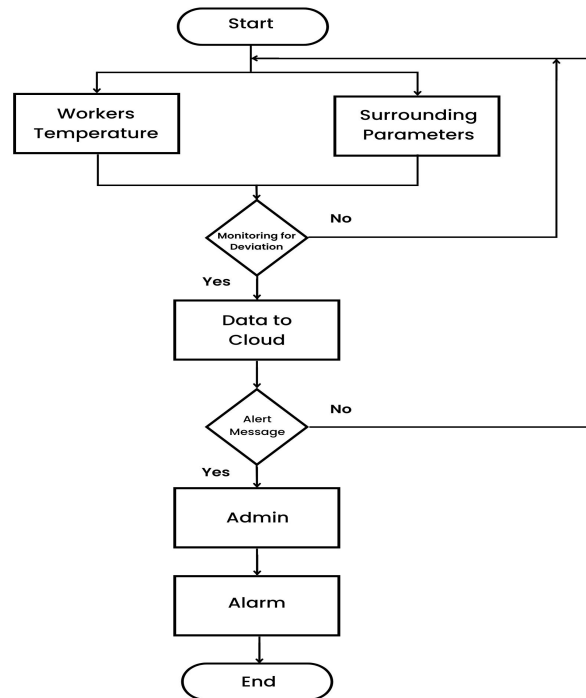 Start
Workers
Temperature
Surrounding
Parameters
Monitoring for
Deviation
No
Yes
Data to
Cloud
Alert
Message
No
Yes
Admin
Alarm
End